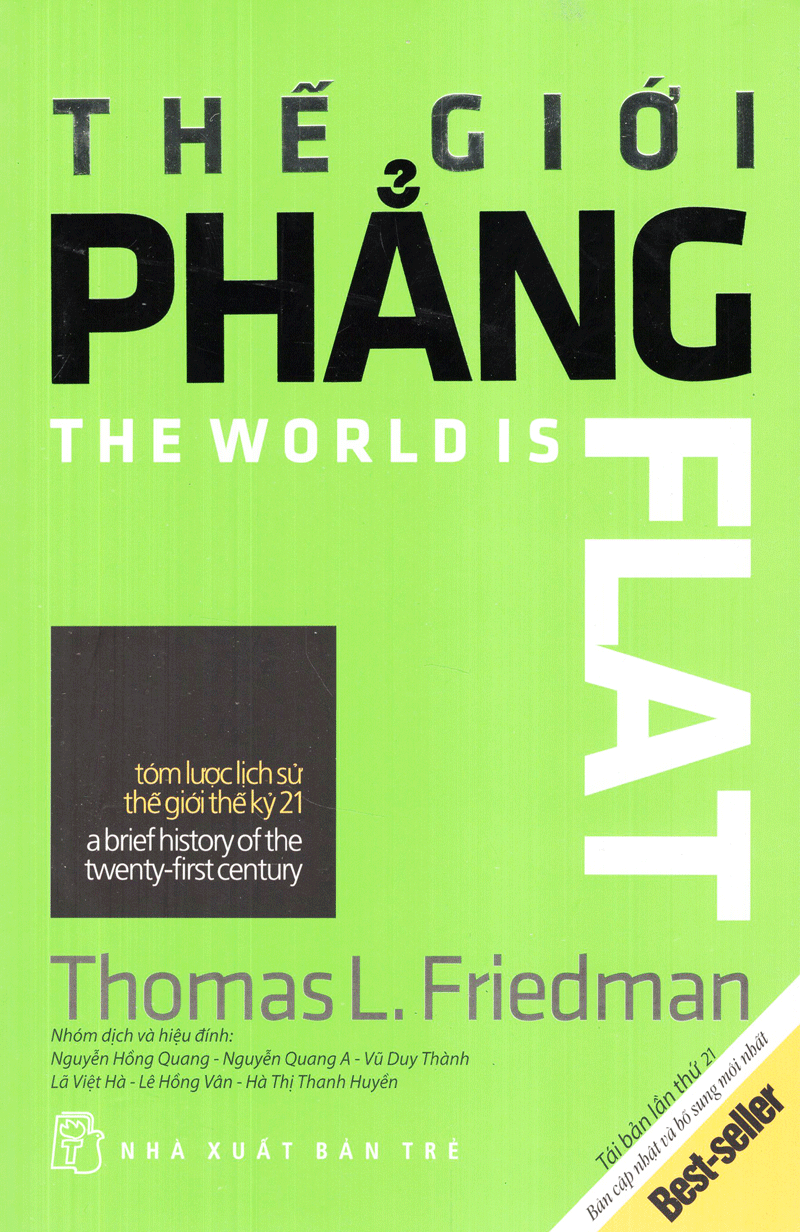 THẾ GIỚI
PHẲNG
THE WORLD IS
FLAT
tóm lược lịch sử
thế giới thế kỷ 21
a brief history of the
twenty-first century
Thomas L. Friedman
Nhóm dịch và hiệu đính:
Nguyễn Hồng Quang - Nguyễn Quang A - Vũ Duy Thành
Lã Việt Hà - Lê Hồng Vân - Hà Thị Thanh Huyền
T
NHÀ XUẤT BẢN TRẺ
Tái bản lần thứ 21
Bản cập nhật và bổ sung mới nhất
Best-seller